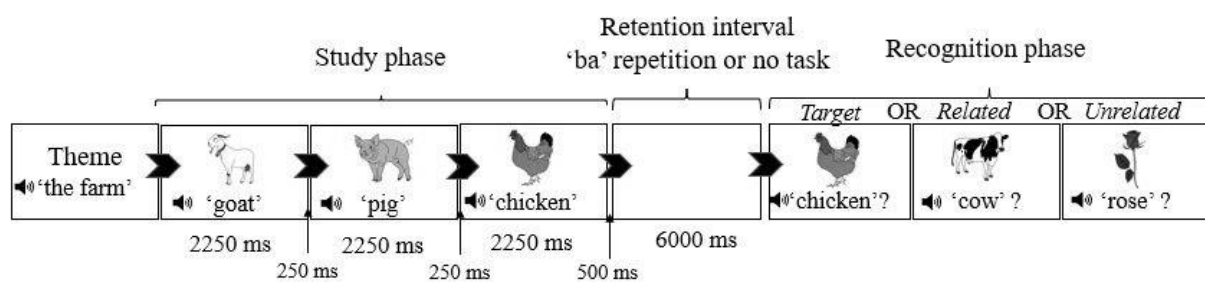 Study phase
Retention interval
‘ba’ repetition or no task
Recognition phase
Theme
‘the farm’
‘goat’
‘pig’
‘chicken’
Target OR Related OR Unrelated
‘chicken’?
‘cow’ ?
‘rose’ ?
2250 ms
2250 ms
2250 ms
6000 ms
250 ms
250 ms
500 ms